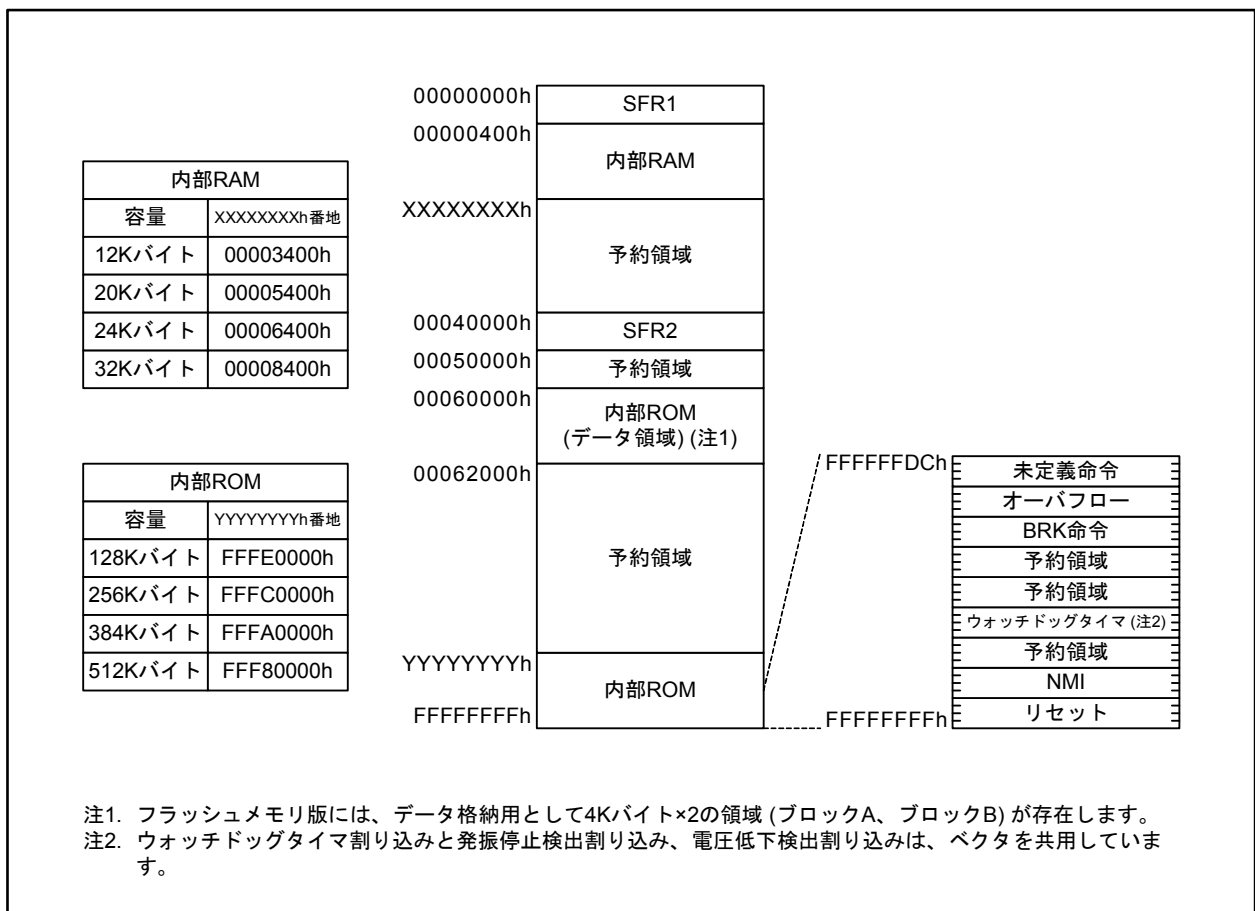 内部RAM
容量 XXXXXXXXh番地
12Kバイト 00003400h
20Kバイト 00005400h
24Kバイト 00006400h
32Kバイト 00008400h
内部ROM
容量 YYYYYYYYh番地
128Kバイト FFFE0000h
256Kバイト FFFC0000h
384Kバイト FFFA0000h
512Kバイト FFF80000h
00000000h
SFR1
00000400h
内部RAM
XXXXXXXXh
予約領域
00040000h
SFR2
00050000h
予約領域
00060000h
内部ROM
(データ領域) (注1)
00062000h
予約領域
YYYYYYYYh
内部ROM
FFFFFFFFh
FFFFFFDCh
未定義命令
オーバフロー
BRK命令
予約領域
予約領域
ウォッチドッグタイマ (注2)
予約領域
NMI
リセット
FFFFFFFFh
注1. フラッシュメモリ版には、データ格納用として4Kバイト×2の領域 (ブロックA、ブロックB) が存在します。
注2. ウォッチドッグタイマ割り込みと発振停止検出割り込み、電圧低下検出割り込みは、ベクタを共用していま
す。